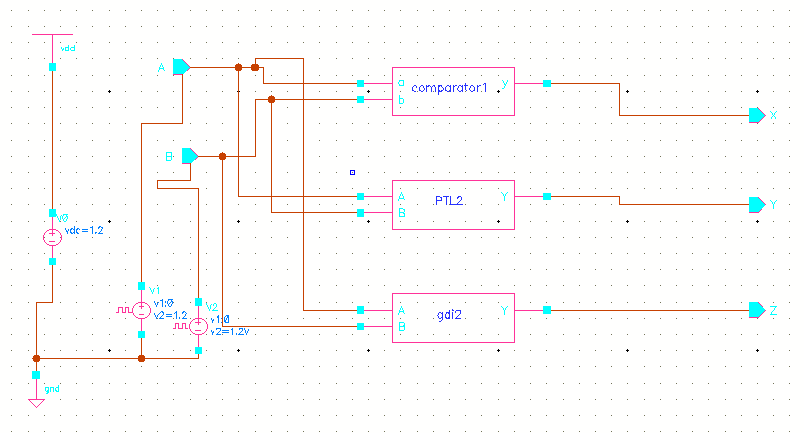 vdd
A
a
comparator1
y
b
X
B
A
PTL2
Y
Y
B
V0
vdc=1.2
V1
v1:0
v2=1.2
V2
v1:0
v2=1.2V
A
gdi2
Y
Z
B
gnd